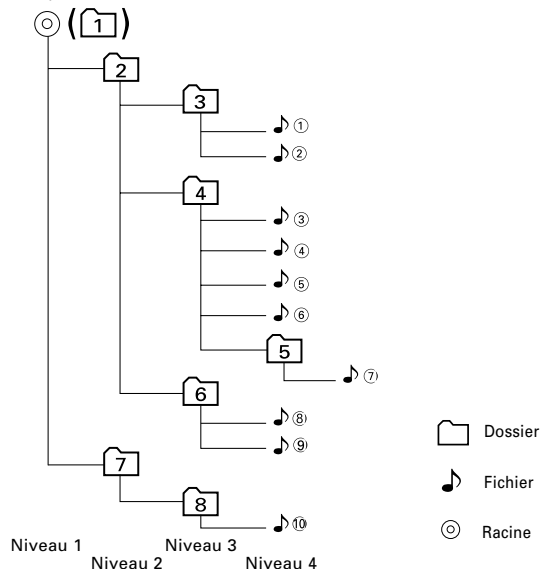 (1)
2
3
①
②
4
③
④
⑤
⑥
5
⑦
6
⑧
⑨
7
8
⑩
Dossier
Fichier
Racine
Niveau 1
Niveau 2
Niveau 3
Niveau 4